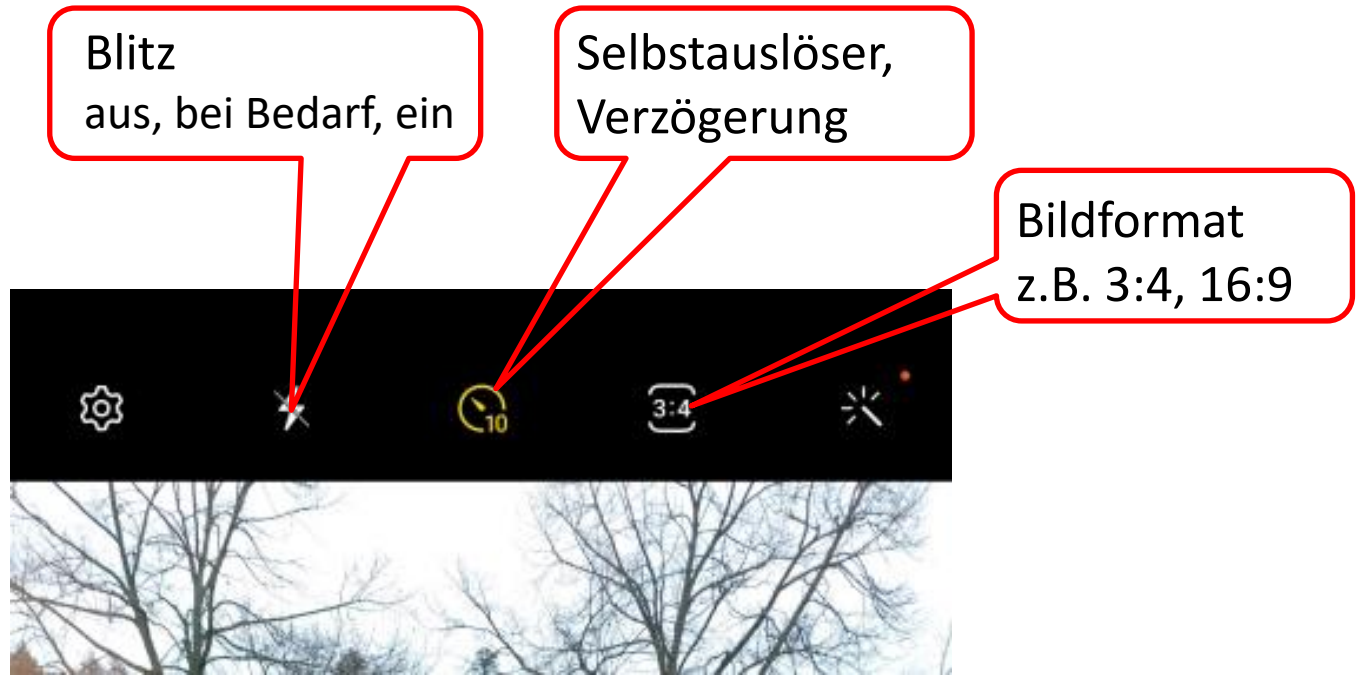 Blitz
aus, bei Bedarf, ein
Selbstauslöser,
Verzögerung
Bildformat
z.B. 3:4, 16:9
10
3:4